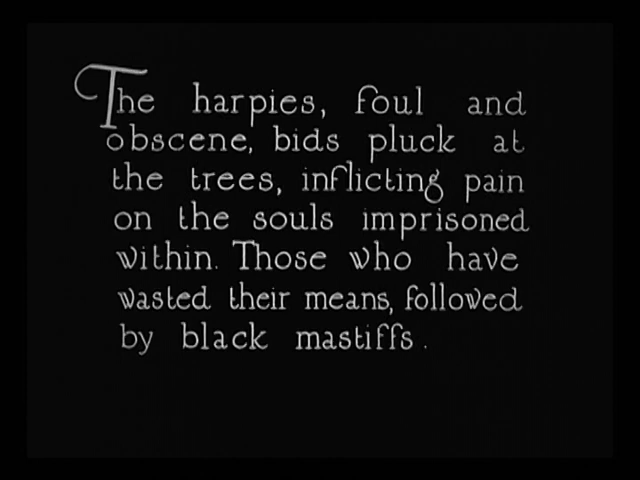 The harpies, foul and
obscene, bids pluck at
the trees, inflicting pain
on the souls imprisoned
within. Those who have
wasted their means, followed
by black mastiffs.